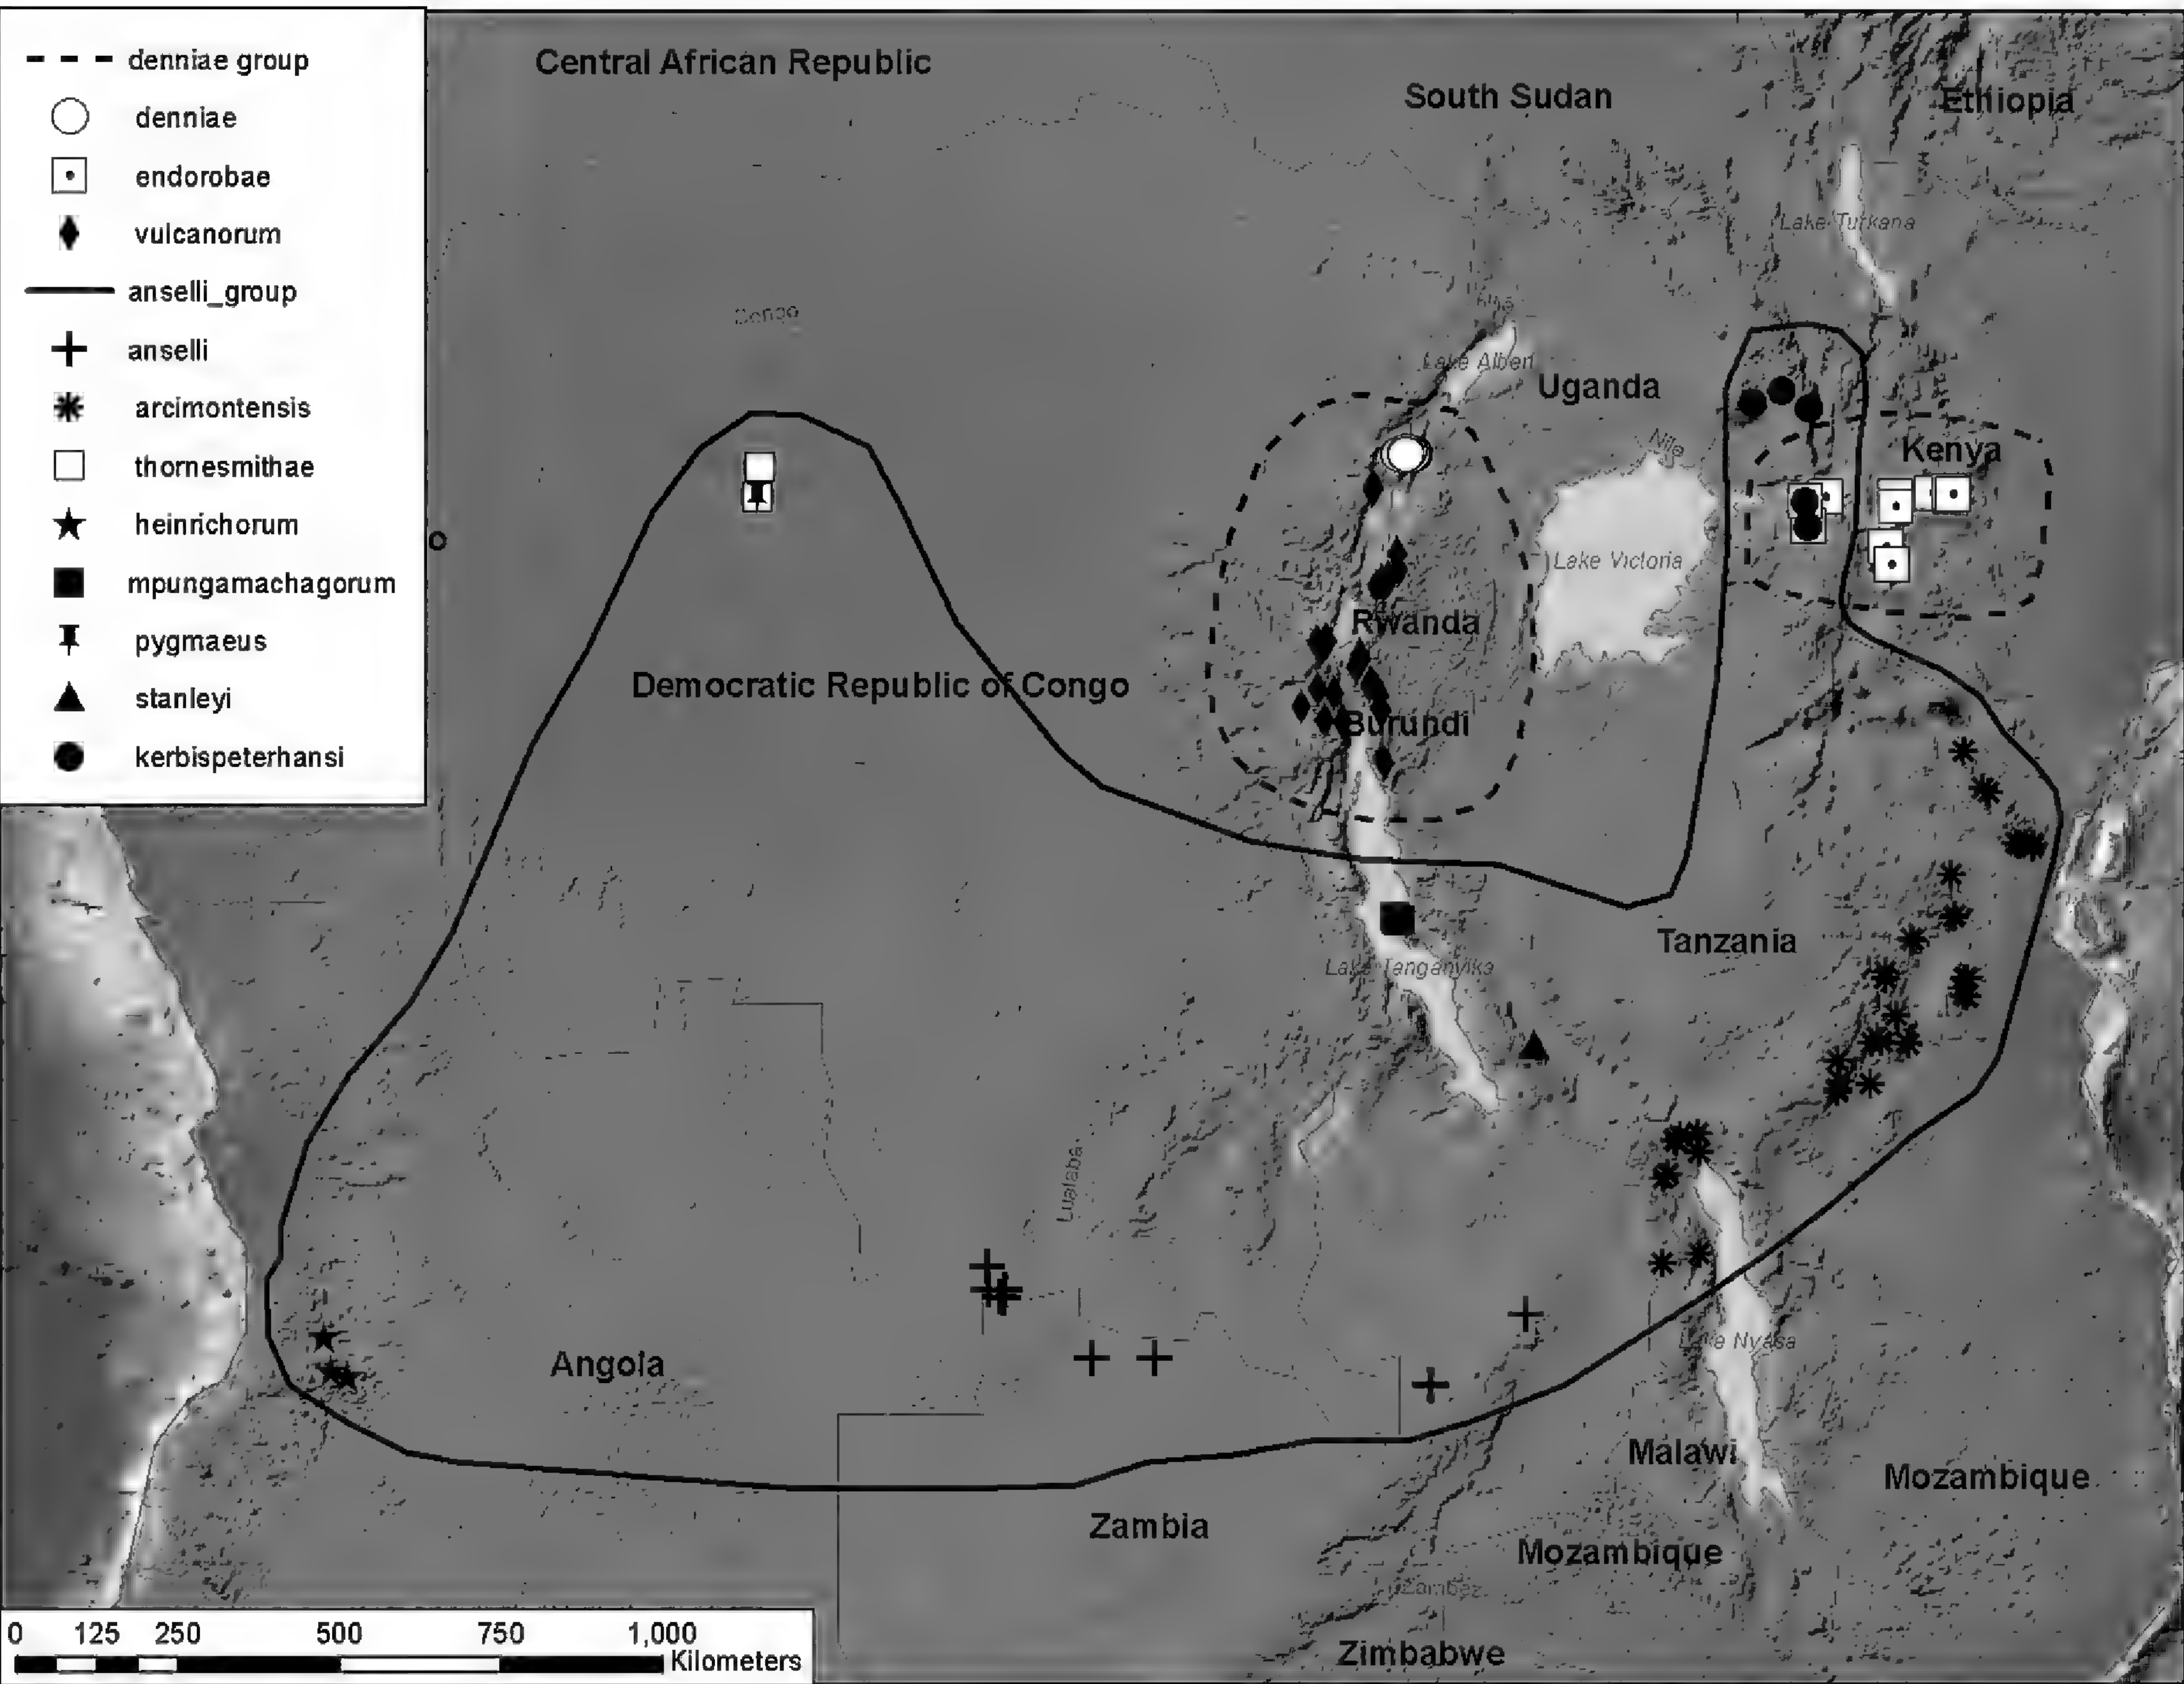 denniae group
denniae
endorobae
vulcanorum
anselli_group
anselli
arcimontensis
thornesmithae
heinrichorum
mpungamachagorum
pygmaeus
stanleyi
kerbispeterhansi
Central African Republic
South Sudan
Ethiopia
Lake Turkana
Congo
Lake Albert
Uganda
Nile
Kenya
Lake Victoria
Rwanda
Democratic Republic of Congo
Burundi
Tanzania
Lake Tanganyika
Lualaba
Lake Nyasa
Angola
Malawi
Mozambique
Zambia
Mozambique
Zimbabwe
0 125 250 500 750 1,000
Kilometers